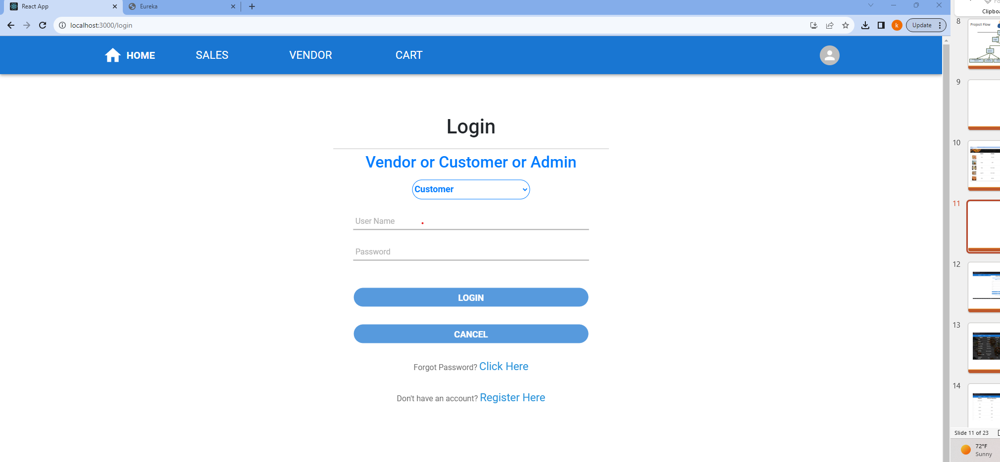 React App
Eureka
localhost:3000/login
k
Update
HOME
SALES
VENDOR
CART
Login
Vendor or Customer or Admin
Customer
User Name
Password
LOGIN
CANCEL
Forgot Password? Click Here
Don't have an account? Register Here
8
Project Flow
9
10
11
12
13
14
Slide 11 of 23
72°F
Sunny